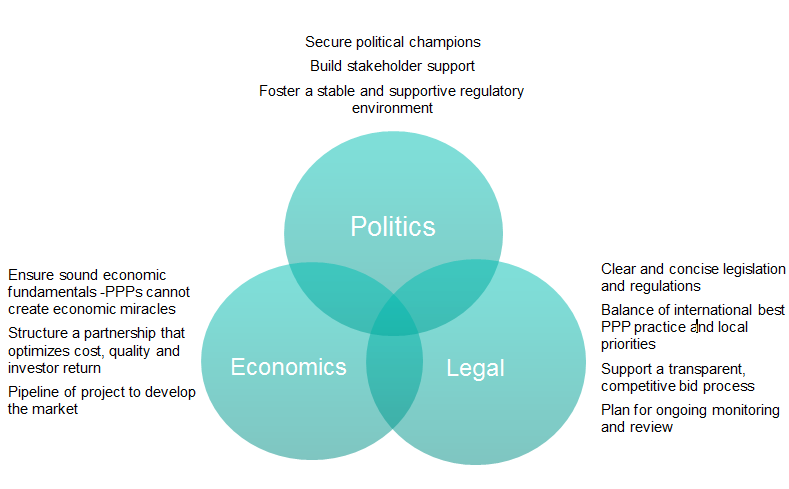 Secure political champions
Build stakeholder support
Foster a stable and supportive regulatory
environment
Politics
Ensure sound economic
fundamentals -PPPs cannot
create economic miracles
Structure a partnership that
optimizes cost, quality and
investor return
Pipeline of project to develop
the market
Economics
Legal
Clear and concise legislation
and regulations
Balance of international best
PPP practice and local
priorities
Support a transparent,
competitive bid process
Plan for ongoing monitoring
and review